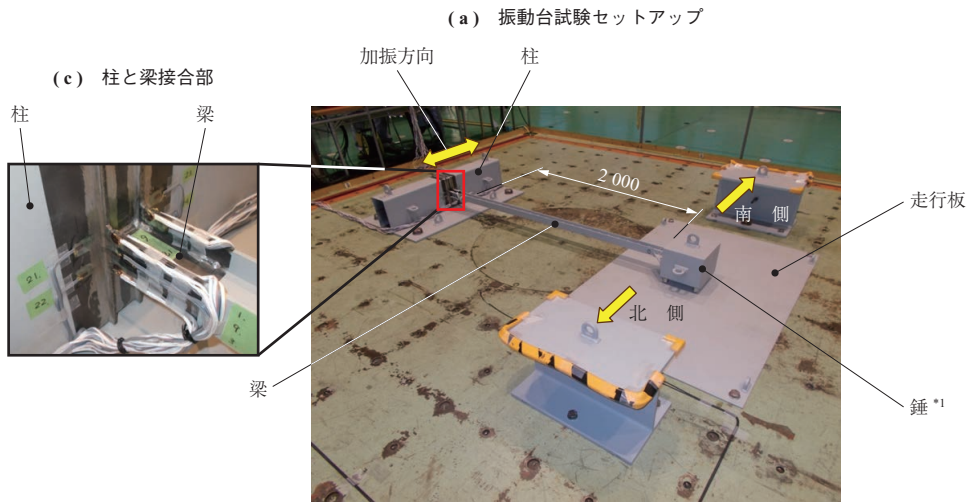 ( a ) 振動台試験セットアップ
加振方向
柱
( c ) 柱と梁接合部
柱
梁
2 000
南 側
走行板
北 側
21.
22.
梁
錘 *1